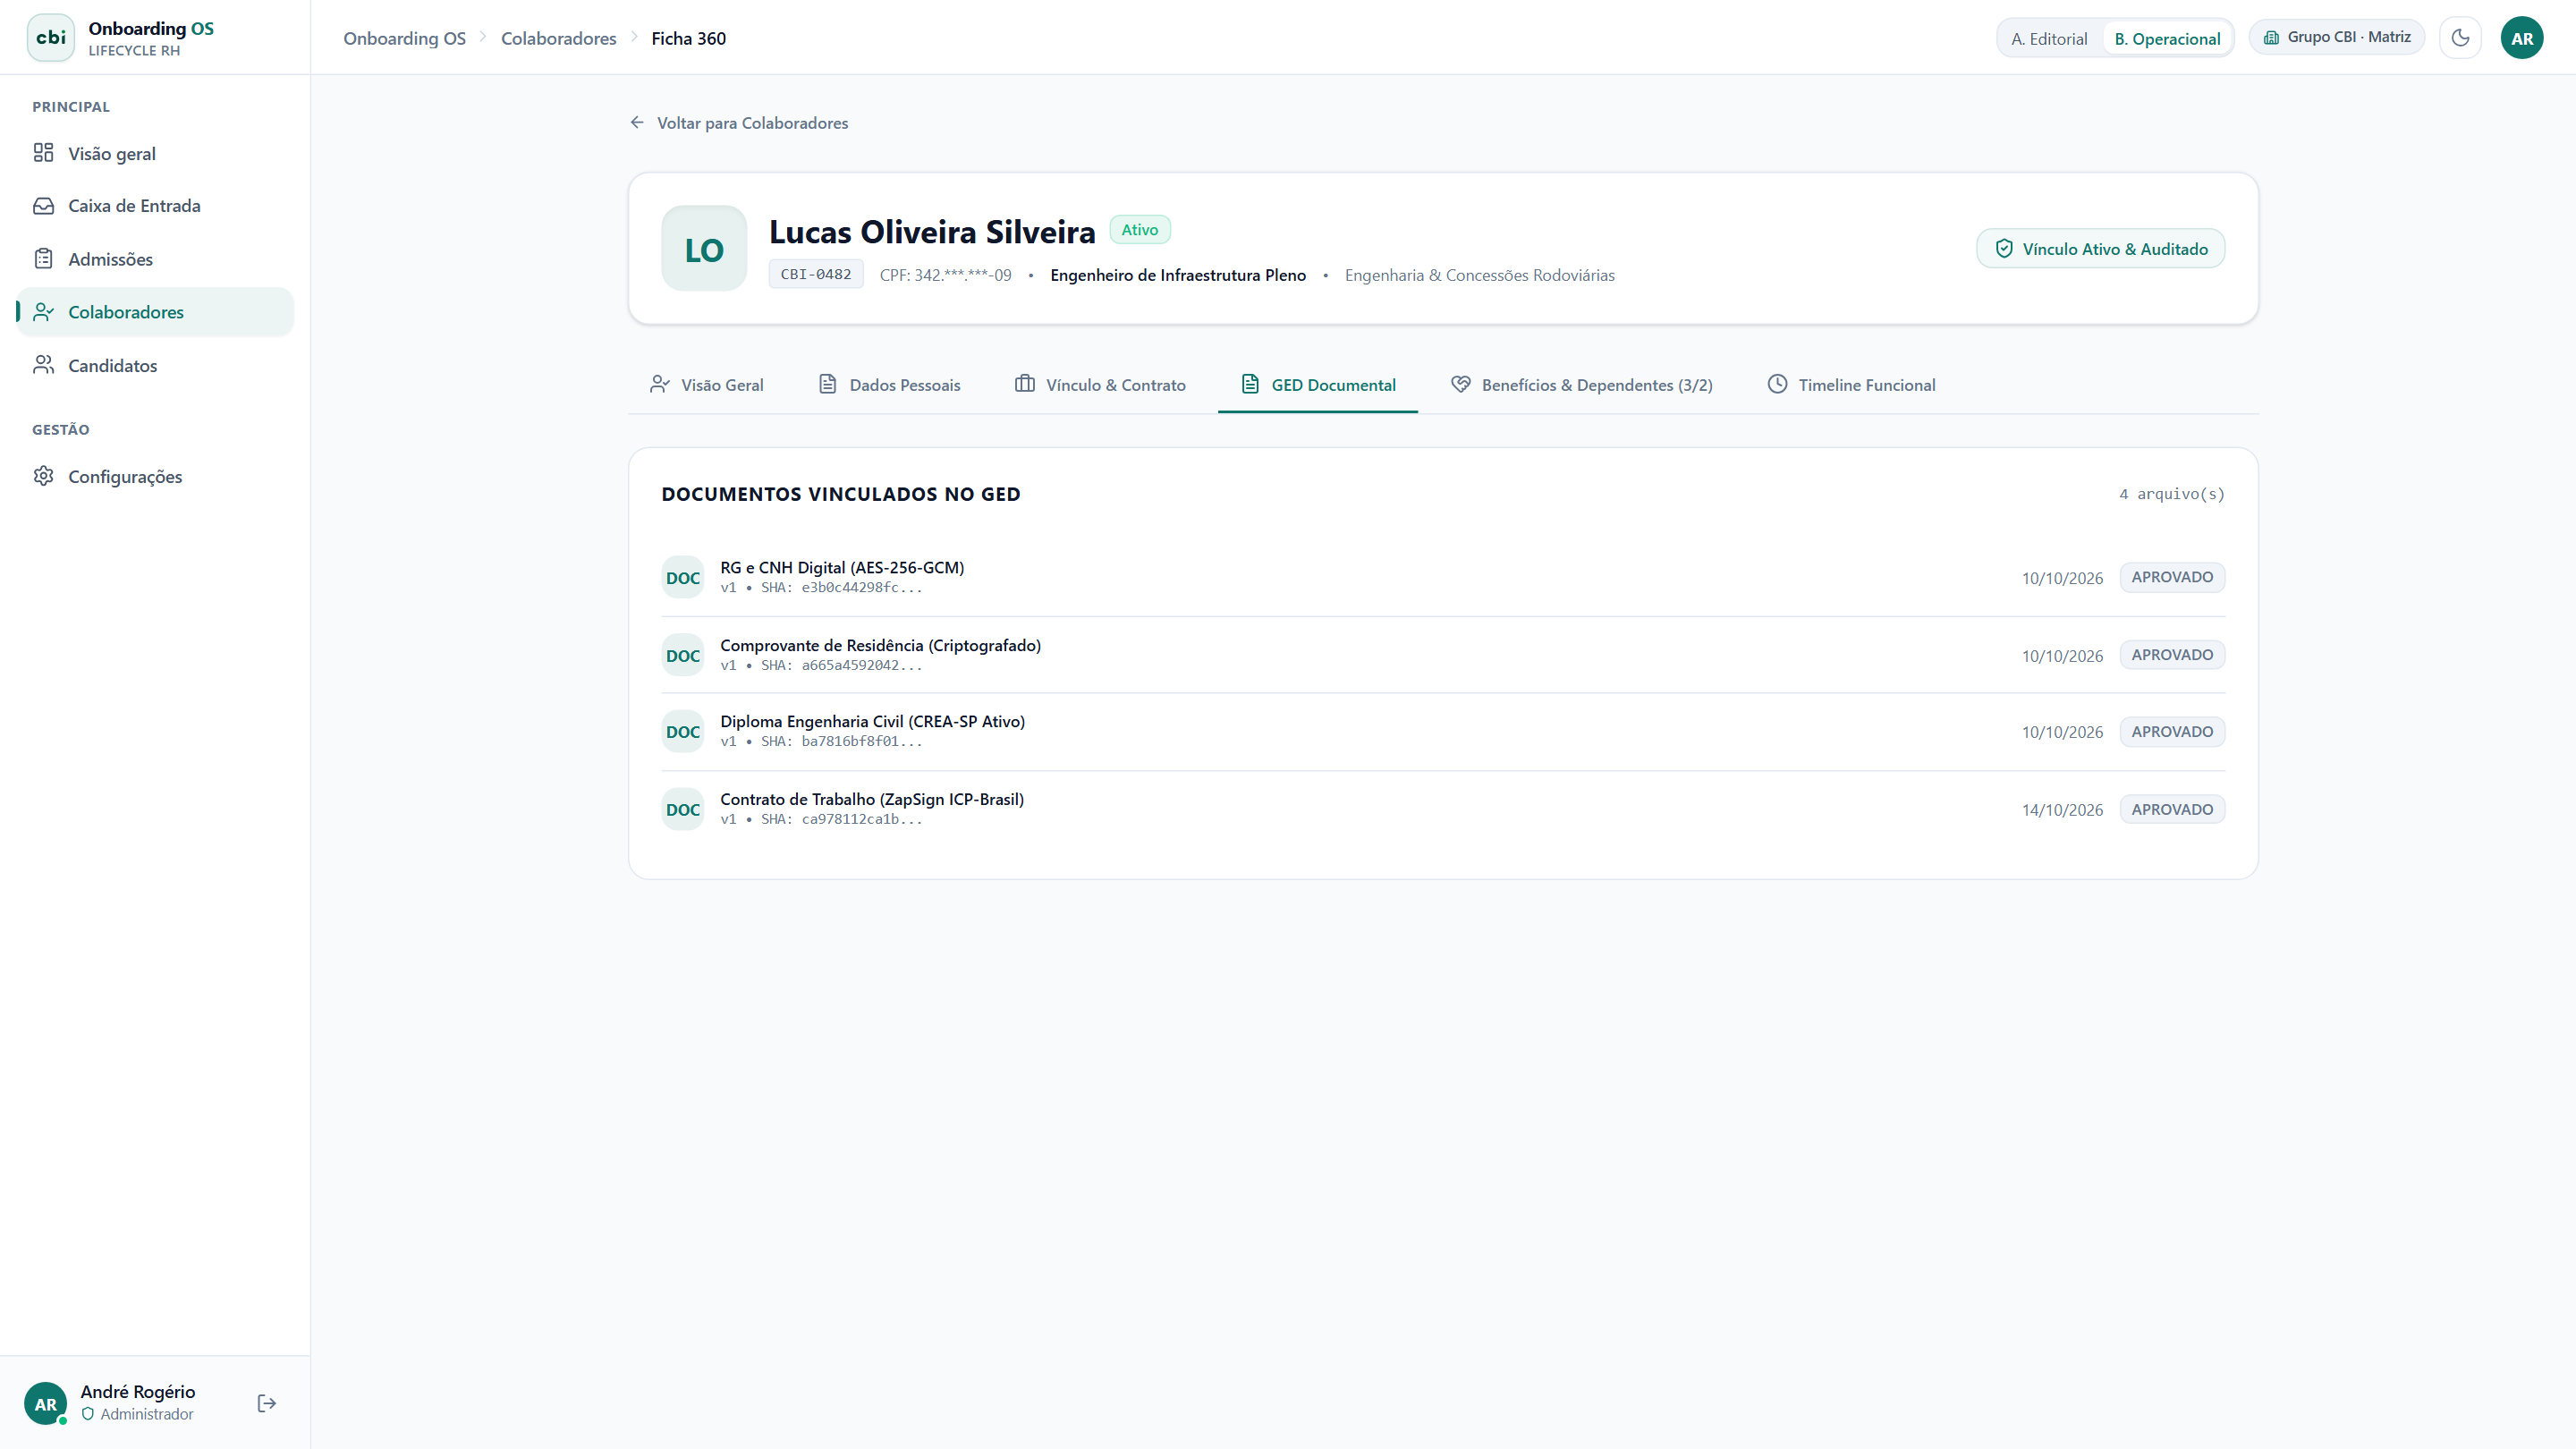 cbi
Onboarding OS
LIFECYCLE RH
Onboarding OS
Colaboradores
Ficha 360
A. Editorial
B. Operacional
Grupo CBI · Matriz
AR
PRINCIPAL
Visão geral
Caixa de Entrada
Admissões
Colaboradores
Candidatos
GESTÃO
Configurações
Voltar para Colaboradores
LO
Lucas Oliveira Silveira
Ativo
CBI-0482
CPF: 342.***.***-09 • Engenheiro de Infraestrutura Pleno • Engenharia & Concessões Rodoviárias
Vínculo Ativo & Auditado
Visão Geral
Dados Pessoais
Vínculo & Contrato
GED Documental
Benefícios & Dependentes (3/2)
Timeline Funcional
DOCUMENTOS VINCULADOS NO GED
4 arquivo(s)
DOC
RG e CNH Digital (AES-256-GCM)
v1 • SHA: e3b0c44298fc...
10/10/2026
APROVADO
DOC
Comprovante de Residência (Criptografado)
v1 • SHA: a665a4592042...
10/10/2026
APROVADO
DOC
Diploma Engenharia Civil (CREA-SP Ativo)
v1 • SHA: ba7816bf8f01...
10/10/2026
APROVADO
DOC
Contrato de Trabalho (ZapSign ICP-Brasil)
v1 • SHA: ca978112ca1b...
14/10/2026
APROVADO
AR
André Rogério
Administrador